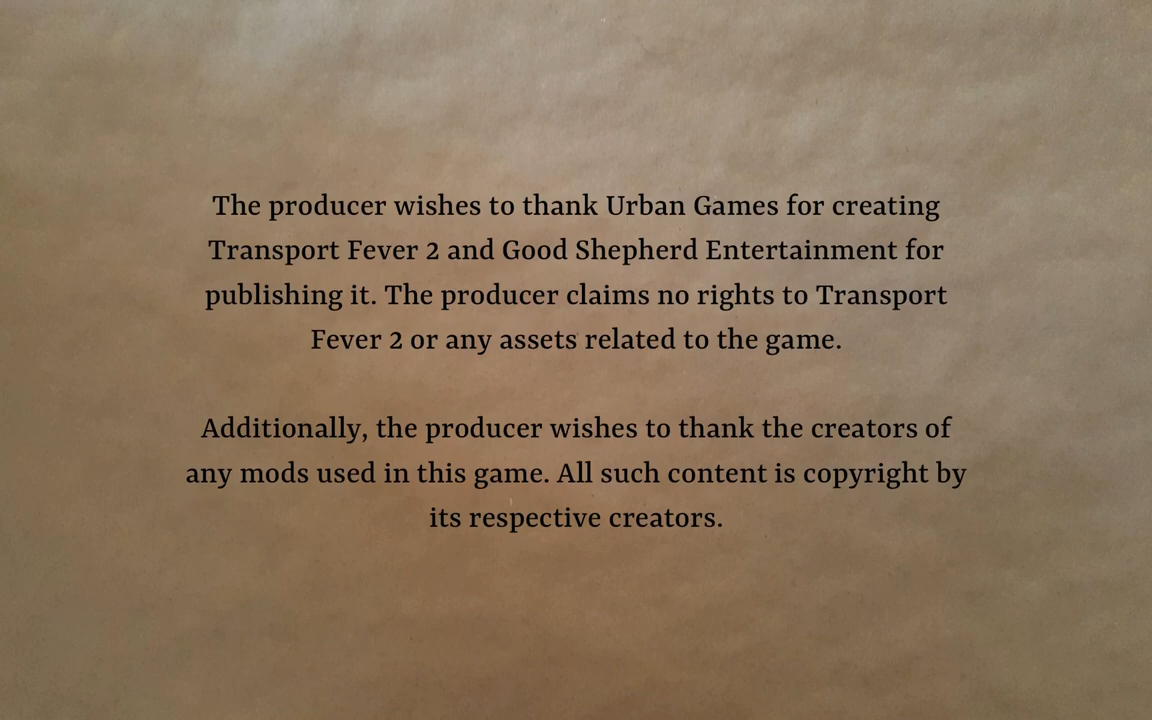 The producer wishes to thank Urban Games for creating
Transport Fever 2 and Good Shepherd Entertainment for
publishing it. The producer claims no rights to Transport
Fever 2 or any assets related to the game.
Additionally, the producer wishes to thank the creators of
any mods used in this game. All such content is copyright by
its respective creators.